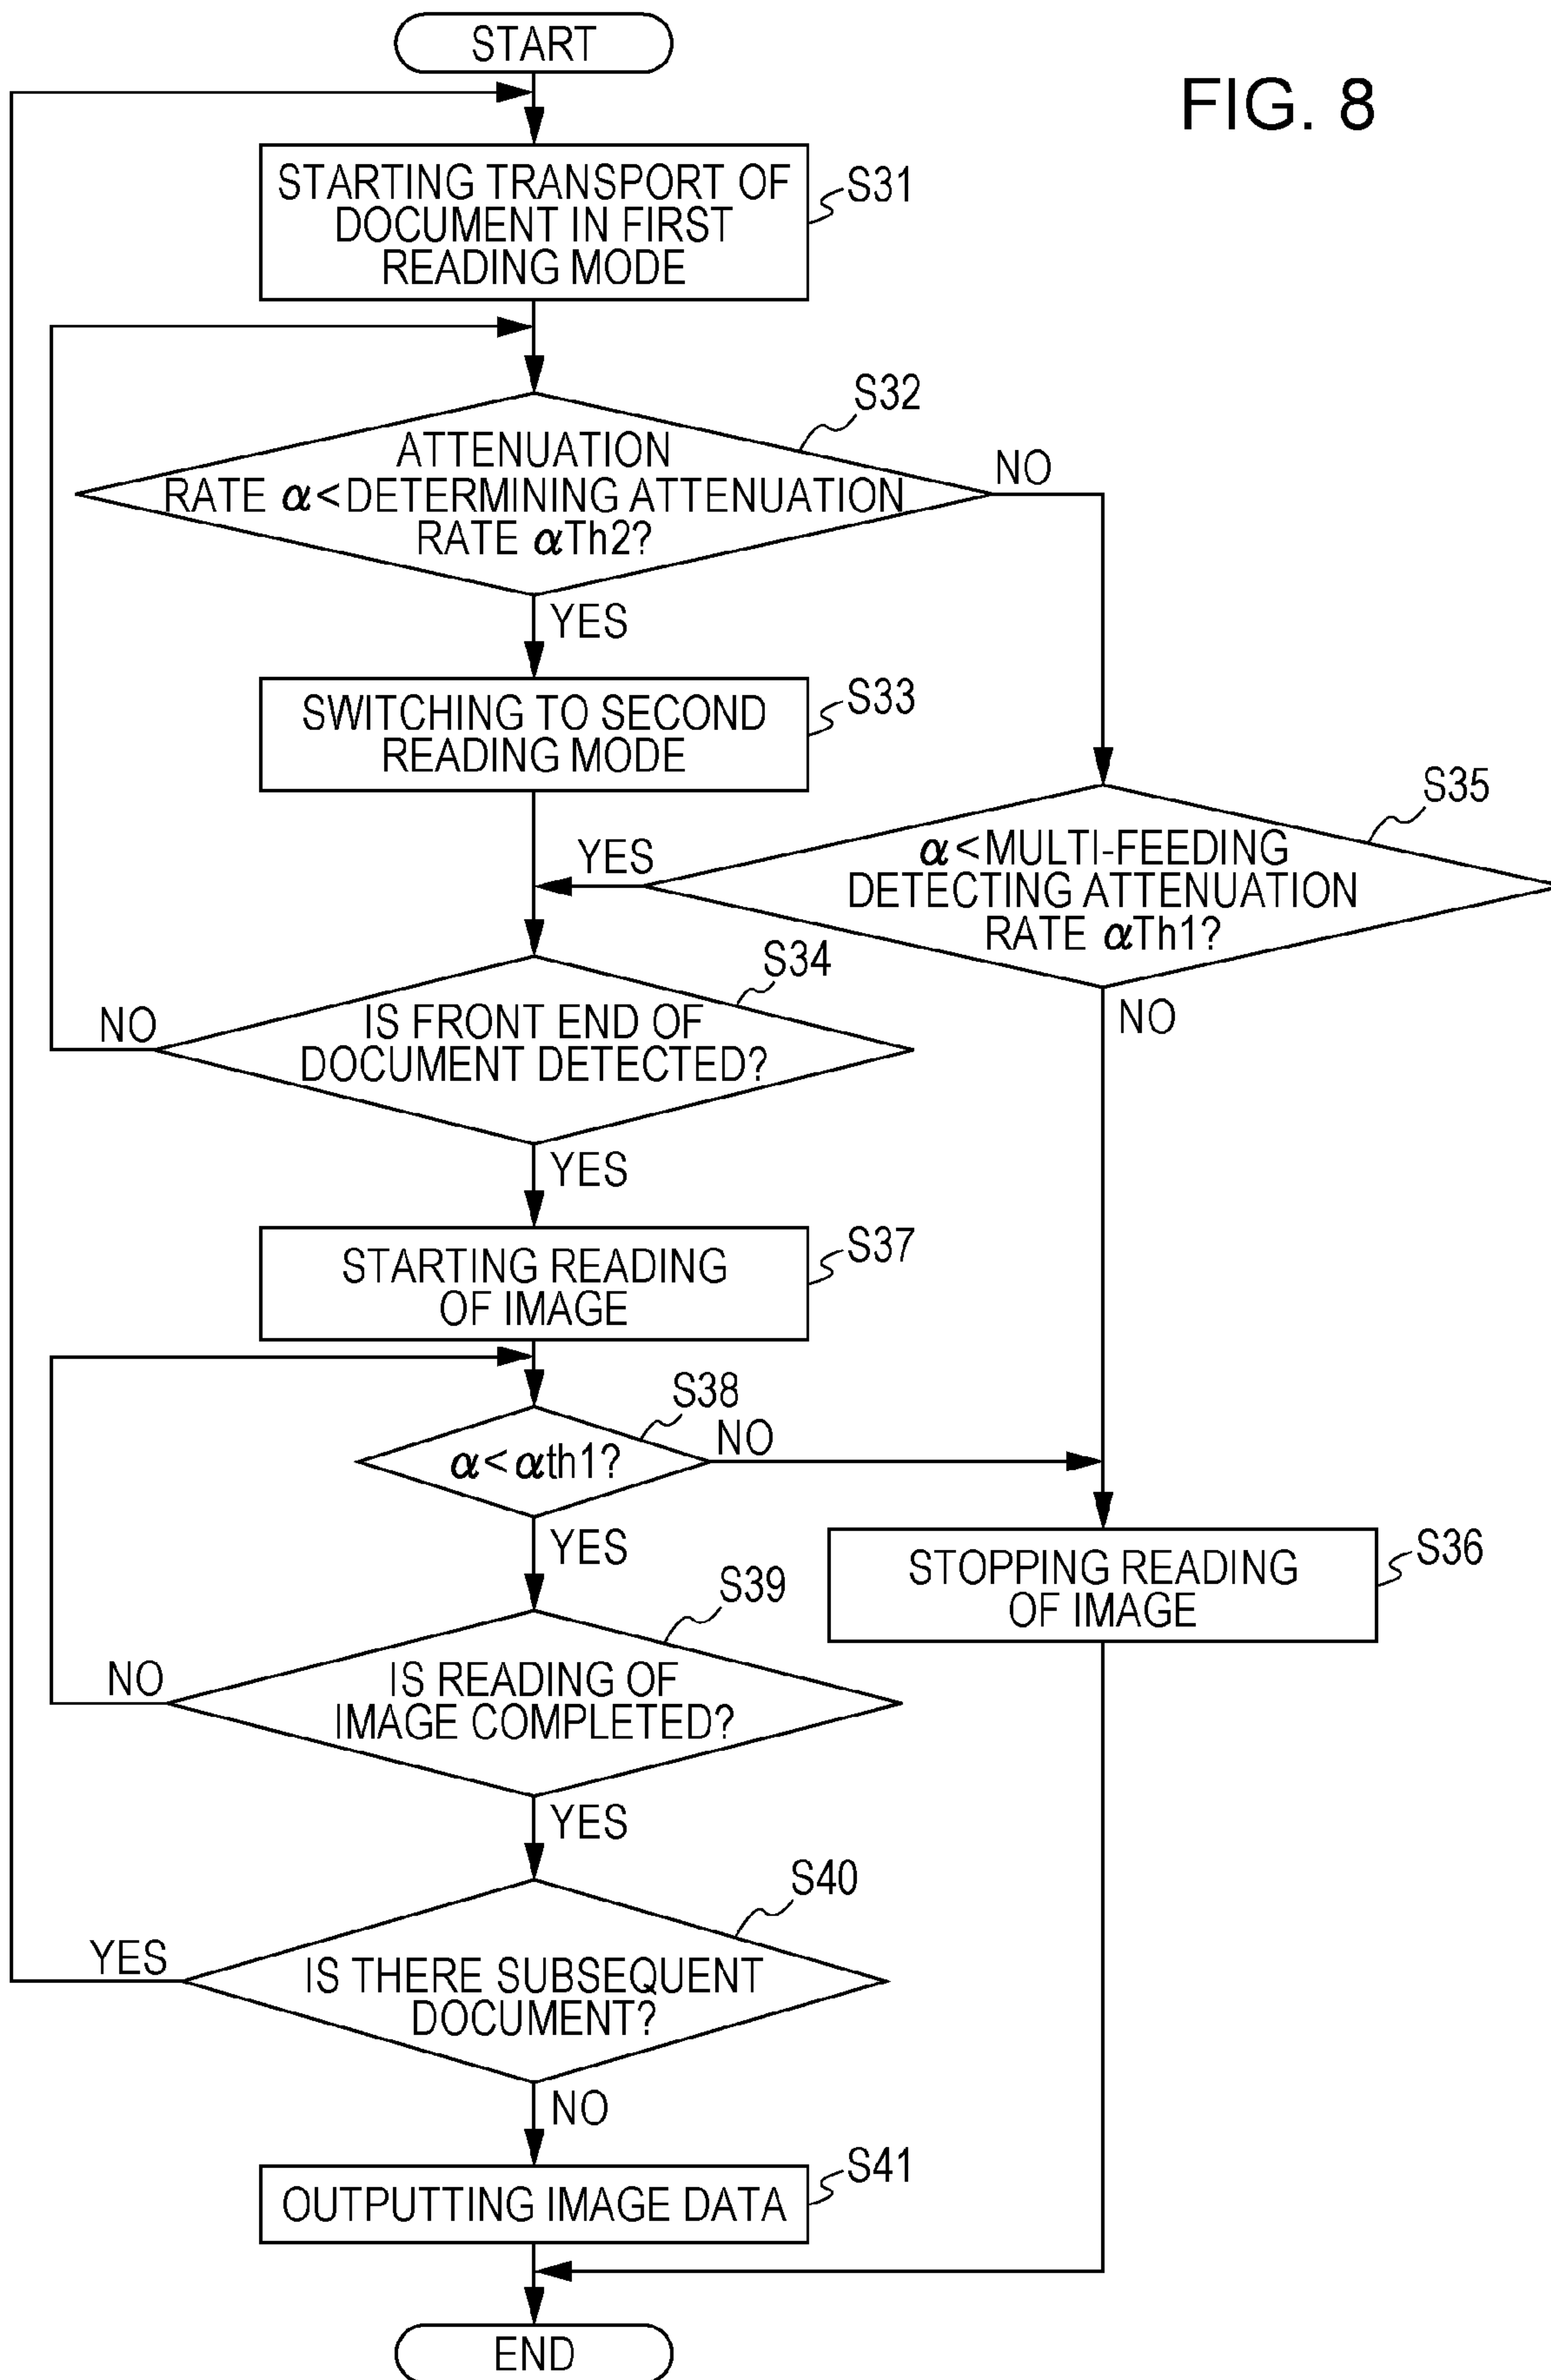 START
FIG. 8
STARTING TRANSPORT OF
DOCUMENT IN FIRST
READING MODE
S31
S32
ATTENUATION
RATE α<DETERMINING ATTENUATION
RATE αTh2?
NO
YES
SWITCHING TO SECOND
READING MODE
S33
S35
α<MULTI-FEEDING
DETECTING ATTENUATION
RATE αTh1?
YES
NO
S34
IS FRONT END OF
DOCUMENT DETECTED?
NO
YES
STARTING READING
OF IMAGE
S37
S38
α<αth1?
NO
YES
STOPPING READING
OF IMAGE
S36
S39
IS READING OF
IMAGE COMPLETED?
NO
YES
S40
IS THERE SUBSEQUENT
DOCUMENT?
YES
NO
OUTPUTTING IMAGE DATA
S41
END